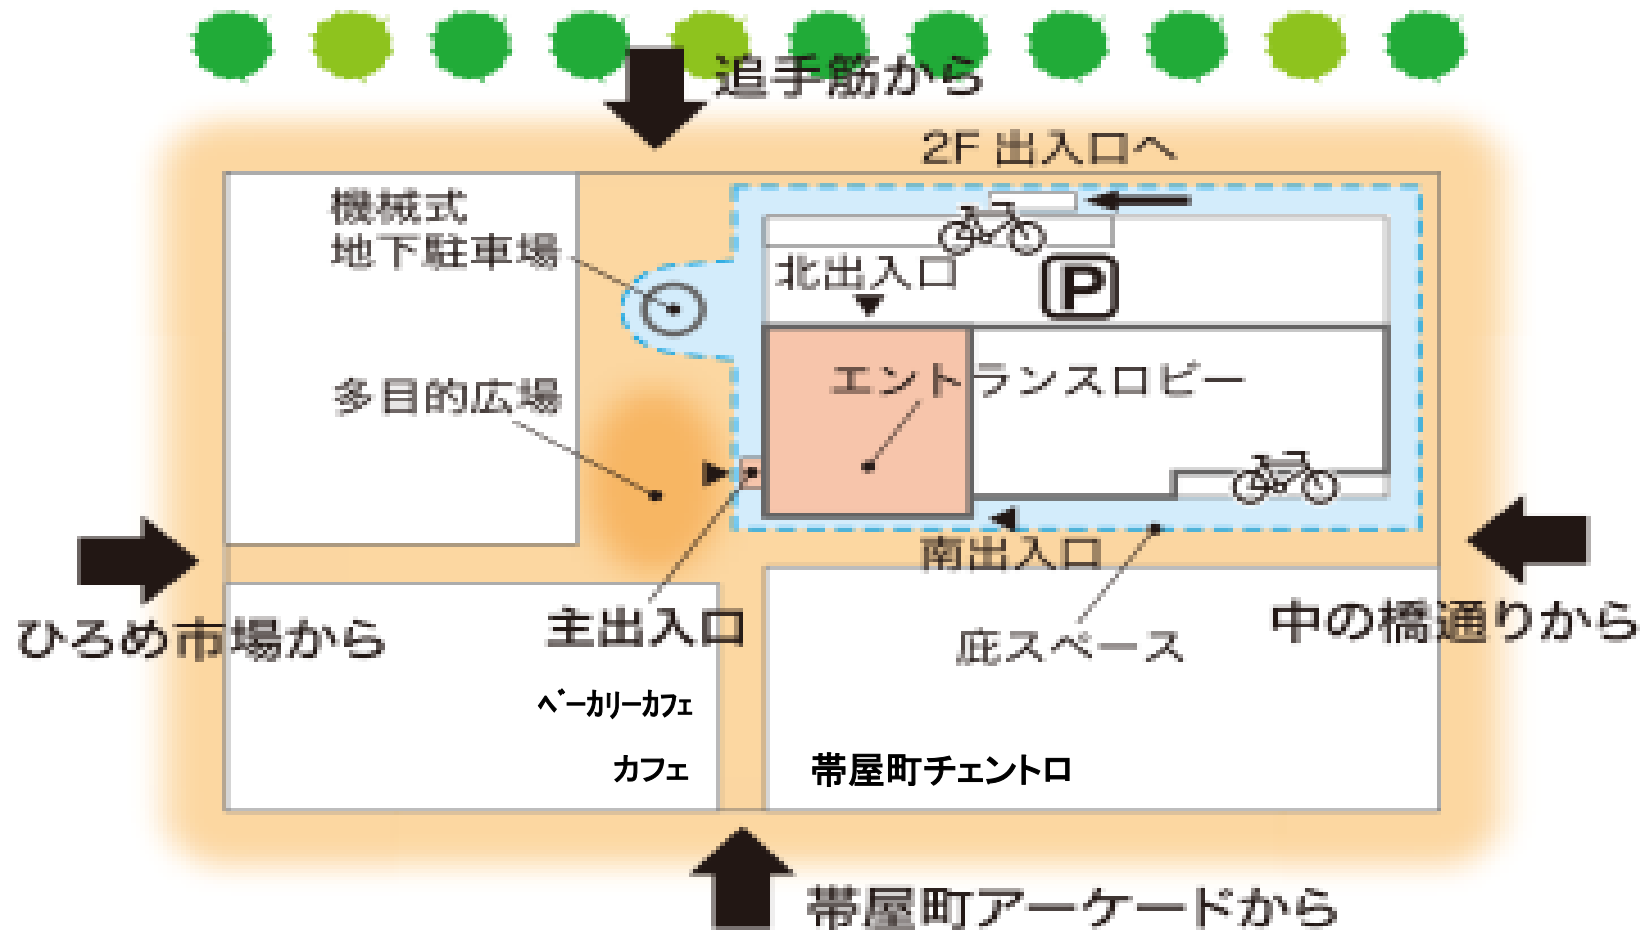 追手筋から
2F 出入口へ
機械式
地下駐車場
北出入口
P
エントランスロビー
多目的広場
南出入口
主出入口
庇スペース
ひろめ市場から
中の橋通りから
ベーカリーカフェ
カフェ
帯屋町チェントロ
帯屋町アーケードから